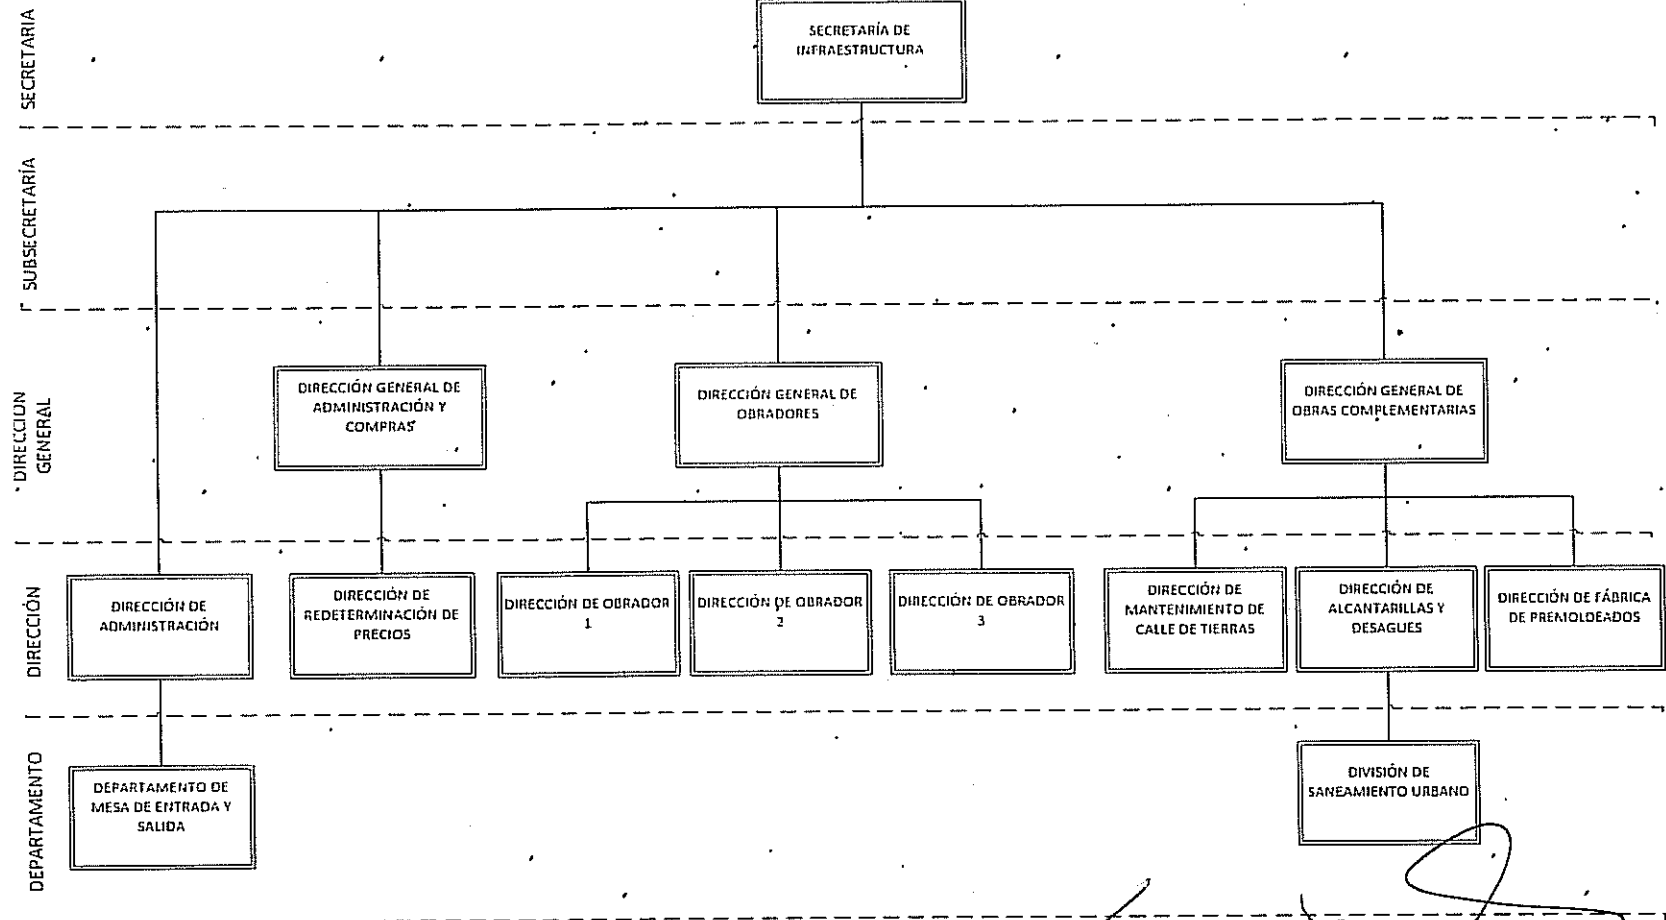 SECRETARIA
SECRETARÍA DE
INFRAESTRUCTURA
SUBSECRETARÍA
DIRECCION
GENERAL
DIRECCIÓN GENERAL DE
ADMINISTRACIÓN Y
COMPRAS
DIRECCIÓN GENERAL DE
OBRADORES
DIRECCIÓN GENERAL DE
OBRAS COMPLEMENTARIAS
DIRECCIÓN
DIRECCIÓN DE
ADMINISTRACIÓN
DIRECCIÓN DE
REDETERMINACIÓN DE
PRECIOS
DIRECCIÓN DE OBRADOR
1
DIRECCIÓN DE OBRADOR
2
DIRECCIÓN DE OBRADOR
3
DIRECCIÓN DE
MANTENIMIENTO DE
CALLE DE TIERRAS
DIRECCIÓN DE
ALCANTARILLAS Y
DESAGUES
DIRECCIÓN DE FÁBRICA
DE PREMOLDEADOS
DEPARTAMENTO
DEPARTAMENTO DE
MESA DE ENTRADA Y
SALIDA
DIVISIÓN DE
SANEAMIENTO URBANO